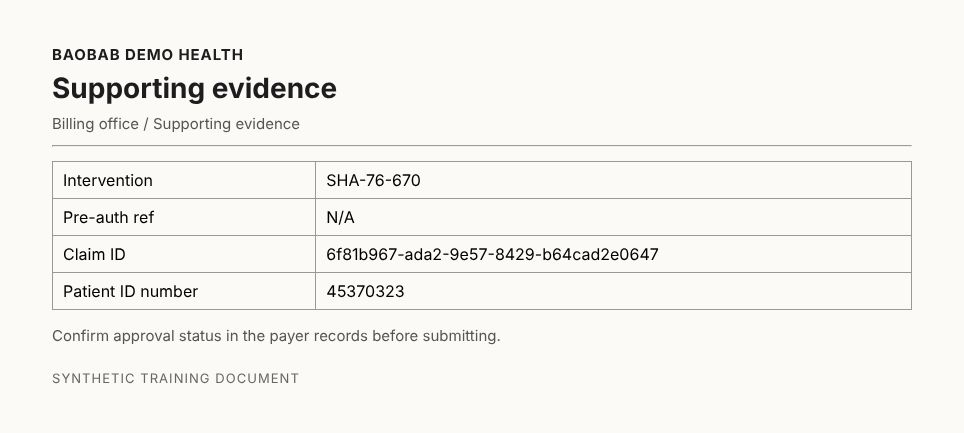 BAOBAB DEMO HEALTH
Supporting evidence
Billing office / Supporting evidence
Intervention SHA-76-670
Pre-auth ref N/A
Claim ID 6f81b967-ada2-9e57-8429-b64cad2e0647
Patient ID number 45370323
Confirm approval status in the payer records before submitting.
SYNTHETIC TRAINING DOCUMENT